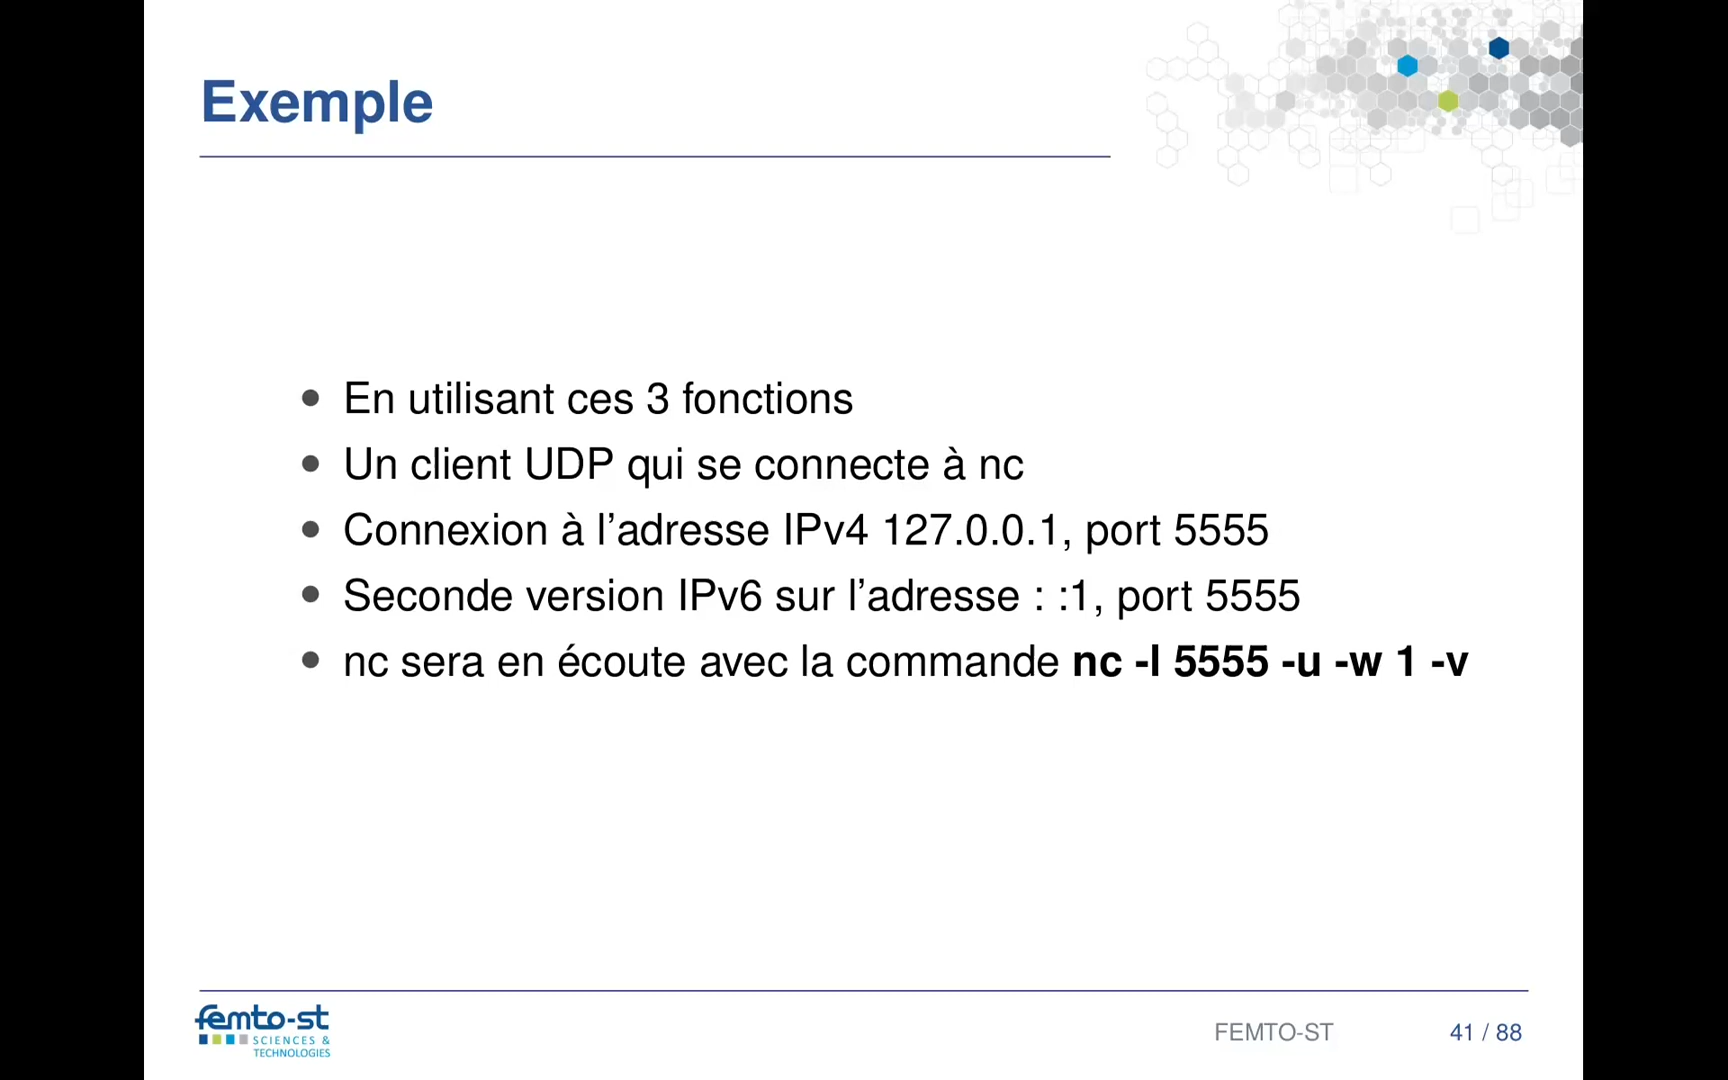 Exemple
En utilisant ces 3 fonctions
Un client UDP qui se connecte à nc
Connexion à l’adresse IPv4 127.0.0.1, port 5555
Seconde version IPv6 sur l’adresse : :1, port 5555
nc sera en écoute avec la commande nc -l 5555 -u -w 1 -v
femto-st
SCIENCES &
TECHNOLOGIES
FEMTO-ST
41 / 88